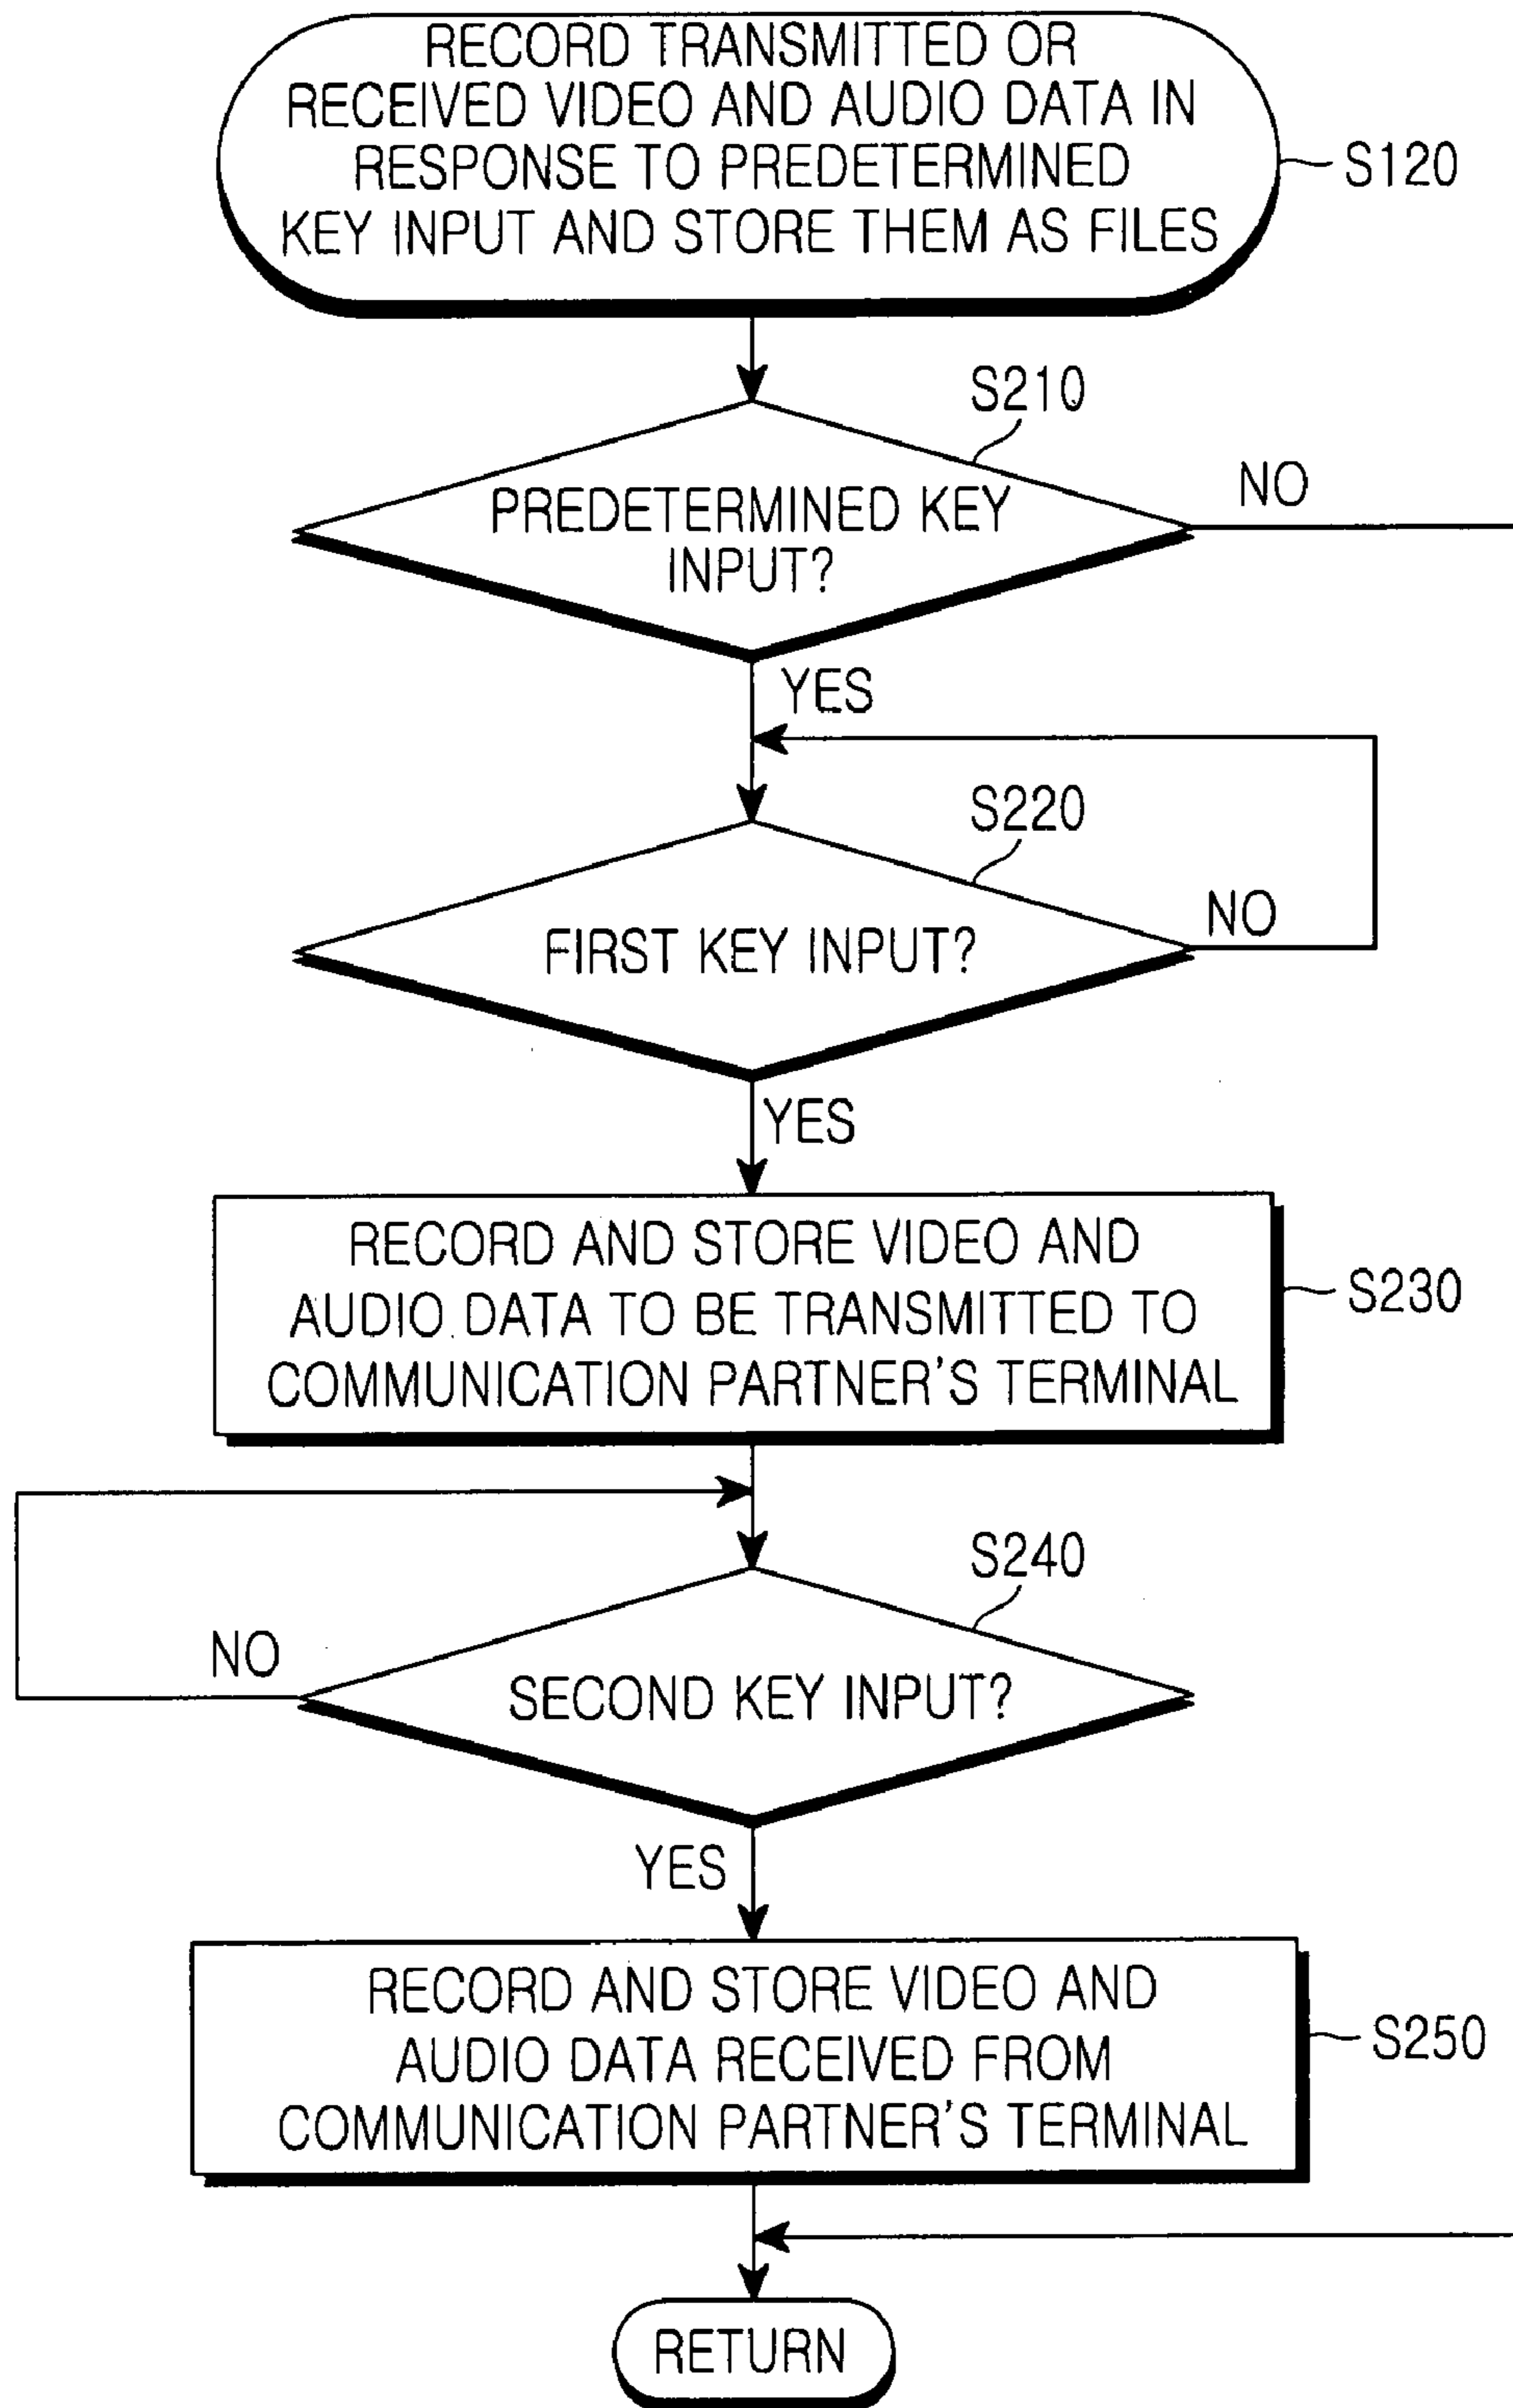 RECORD TRANSMITTED OR
RECEIVED VIDEO AND AUDIO DATA IN
RESPONSE TO PREDETERMINED
KEY INPUT AND STORE THEM AS FILES
S120
S210
PREDETERMINED KEY
INPUT?
NO
YES
S220
FIRST KEY INPUT?
NO
YES
RECORD AND STORE VIDEO AND
AUDIO DATA TO BE TRANSMITTED TO
COMMUNICATION PARTNER'S TERMINAL
S230
S240
NO
SECOND KEY INPUT?
YES
RECORD AND STORE VIDEO AND
AUDIO DATA RECEIVED FROM
COMMUNICATION PARTNER'S TERMINAL
S250
RETURN